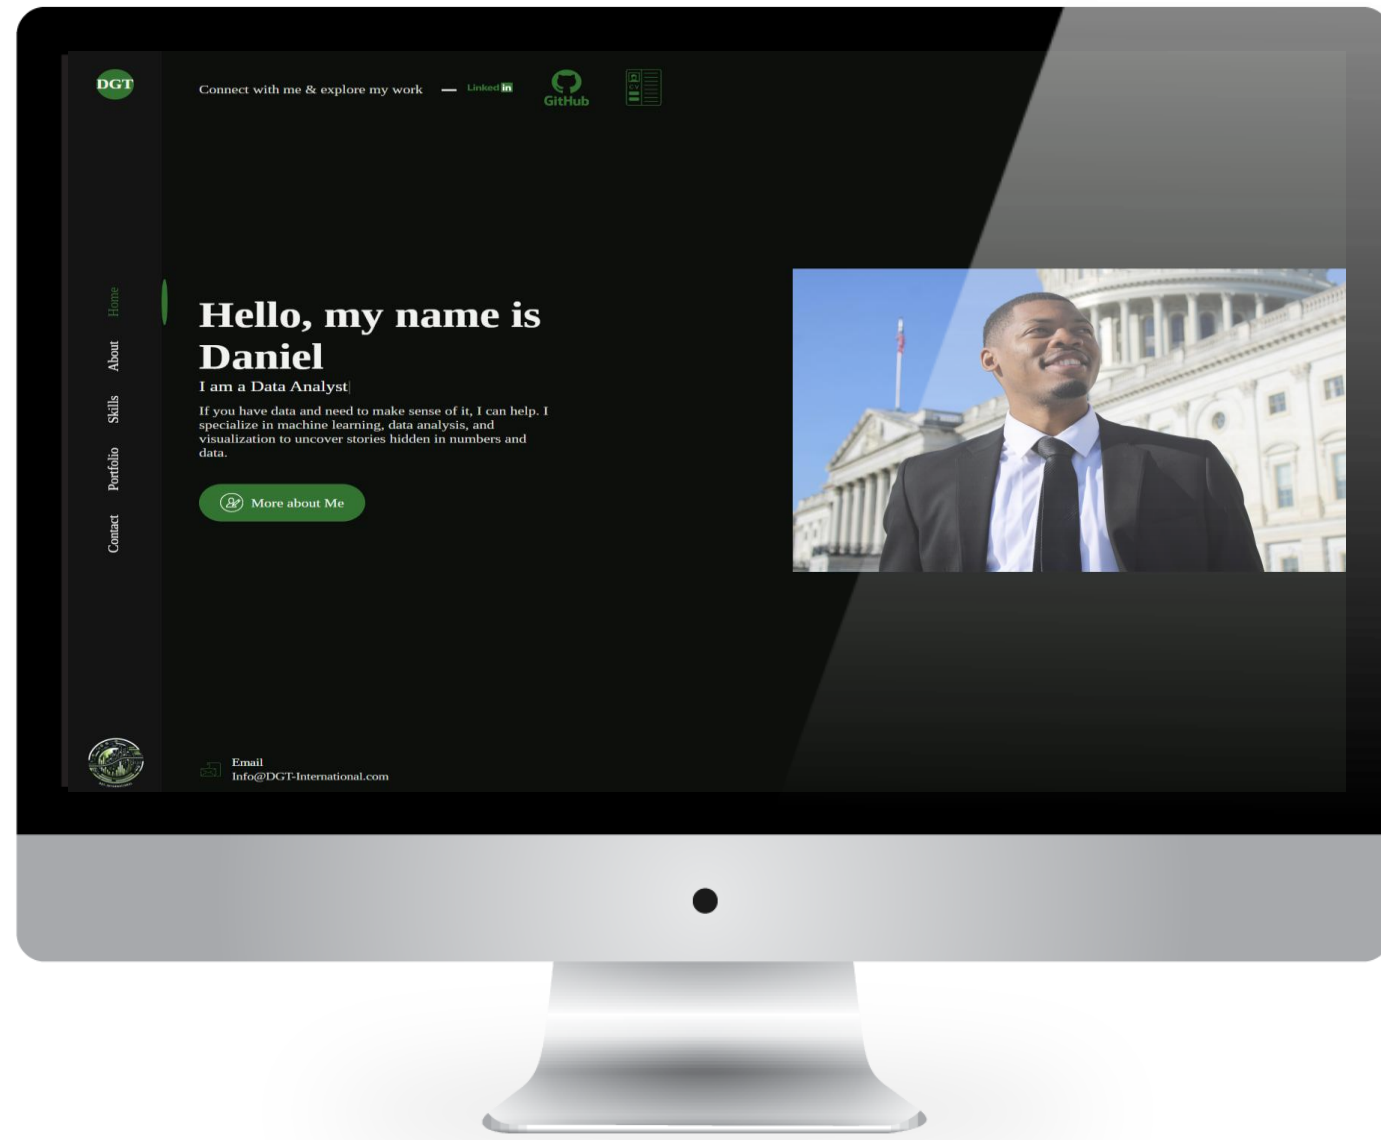 DGT
Connect with me & explore my work
Linked in
GitHub
CV
Home
About
Skills
Portfolio
Contact
Hello, my name is
Daniel
I am a Data Analyst
If you have data and need to make sense of it, I can help. I
specialize in machine learning, data analysis, and
visualization to uncover stories hidden in numbers and
data.
More about Me
Email
Info@DGT-International.com